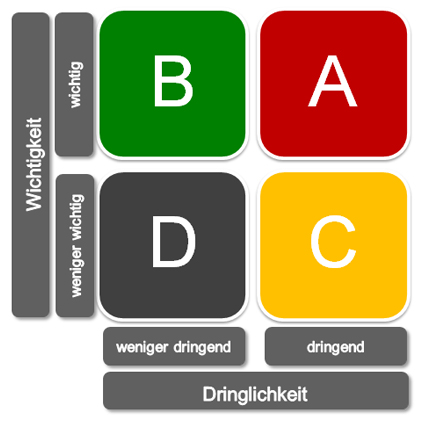 Wichtigkeit
wichtig
B
A
weniger wichtig
D
C
weniger dringend
dringend
Dringlichkeit